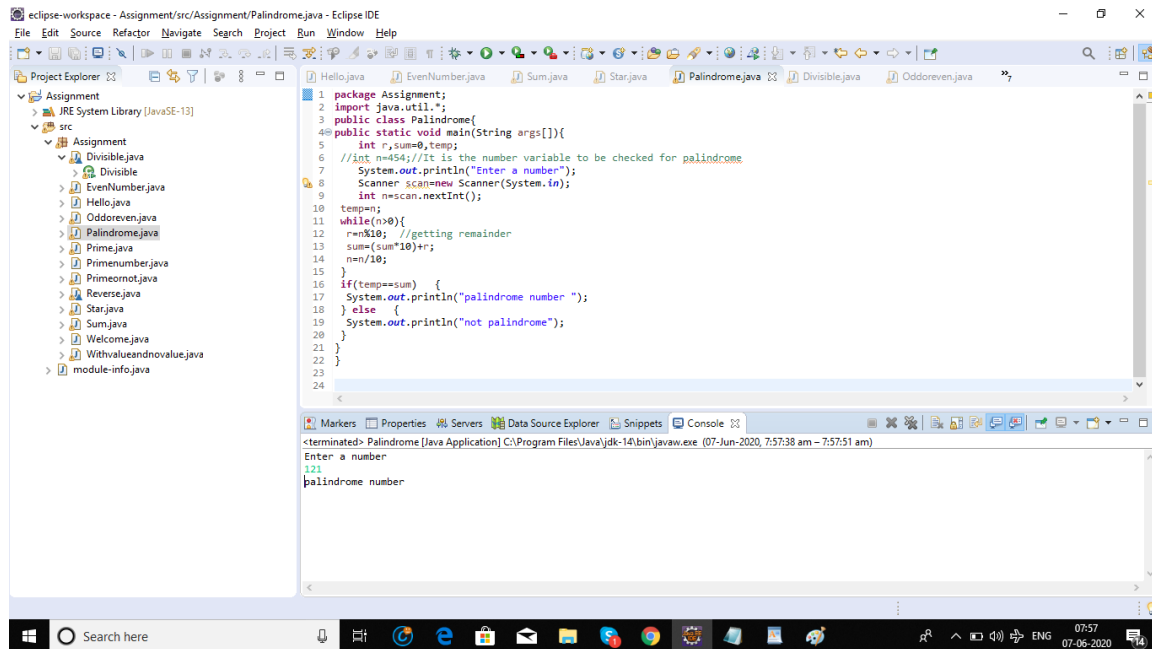 eclipse-workspace - Assignment/src/Assignment/Palindrome.java - Eclipse IDE
File Edit Source Refactor Navigate Search Project Run Window Help
Project Explorer
Assignment
JRE System Library [JavaSE-13]
src
Assignment
Divisible.java
Divisible
EvenNumber.java
Hello.java
Oddoreven.java
Palindrome.java
Prime.java
Primenumber.java
Primeornot.java
Reverse.java
Star.java
Sum.java
Welcome.java
Withvalueandnovalue.java
module-info.java
Hello.java EvenNumber.java Sum.java Star.java Palindrome.java Divisible.java Oddoreven.java »7
1 package Assignment;
2 import java.util.*;
3 public class Palindrome{
4 public static void main(String args[]){
5 int r,sum=0,temp;
6 //int n=454;//It is the number variable to be checked for palindrome
7 System.out.println("Enter a number");
8 Scanner scan=new Scanner(System.in);
9 int n=scan.nextInt();
10 temp=n;
11 while(n>0){
12 r=n%10; //getting remainder
13 sum=(sum*10)+r;
14 n=n/10;
15 }
16 if(temp==sum) {
17 System.out.println("palindrome number ");
18 } else {
19 System.out.println("not palindrome");
20 }
21 }
22 }
23
24
Markers Properties Servers Data Source Explorer Snippets Console
<terminated> Palindrome [Java Application] C:\Program Files\Java\jdk-14\bin\javaw.exe (07-Jun-2020, 7:57:38 am – 7:57:51 am)
Enter a number
121
palindrome number
Search here
ENG
07:57
07-06-2020
14